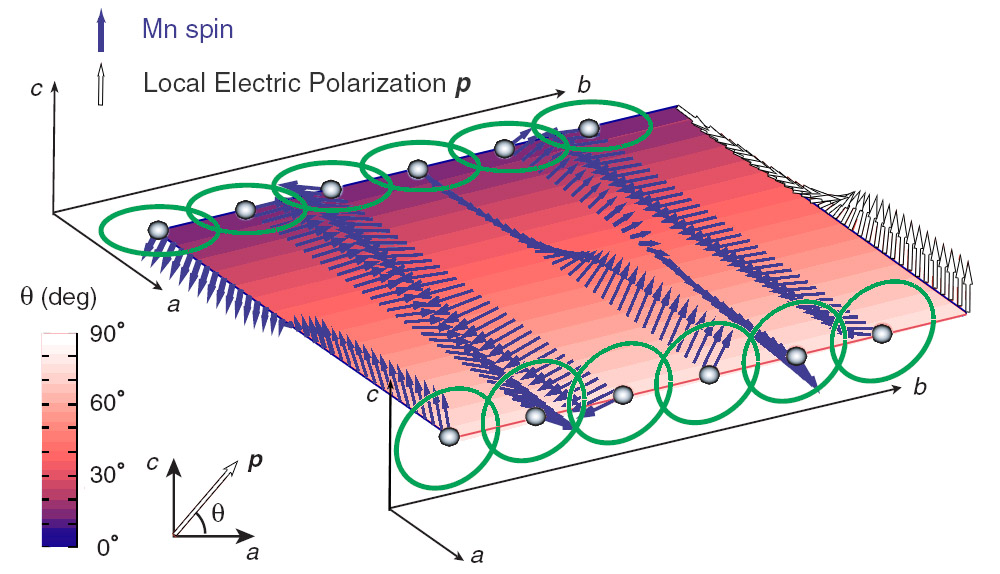 Mn spin
Local Electric Polarization p
c
b
a
θ (deg)
90°
60°
30°
0°
c
p
θ
a
c
b
a